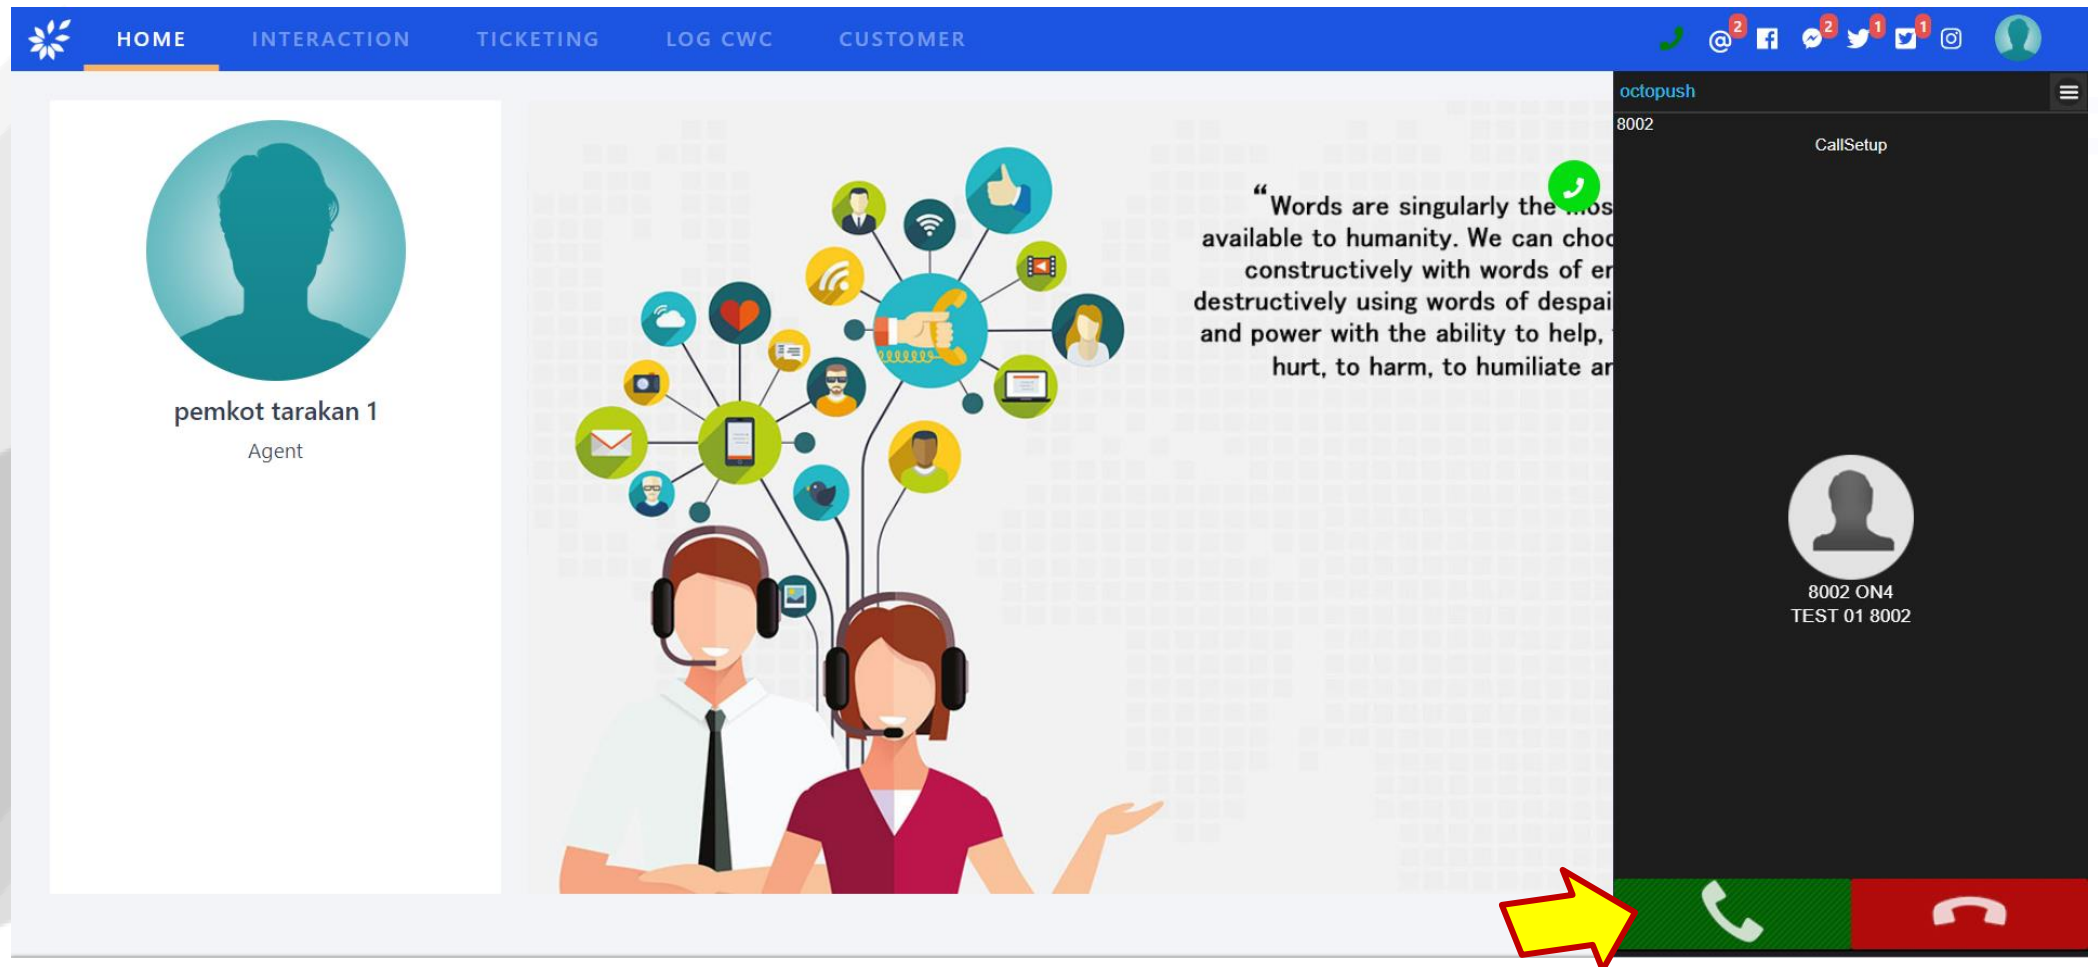 HOME INTERACTION TICKETING LOG CWC CUSTOMER
@ 2 2 1 1
octopush
8002
CallSetup
pemkot tarakan 1
Agent
“Words are singularly the
available to humanity. We can
constructively with words of
destructively using words of
and power with the ability to help,
hurt, to harm, to humiliate
8002 ON4
TEST 01 8002